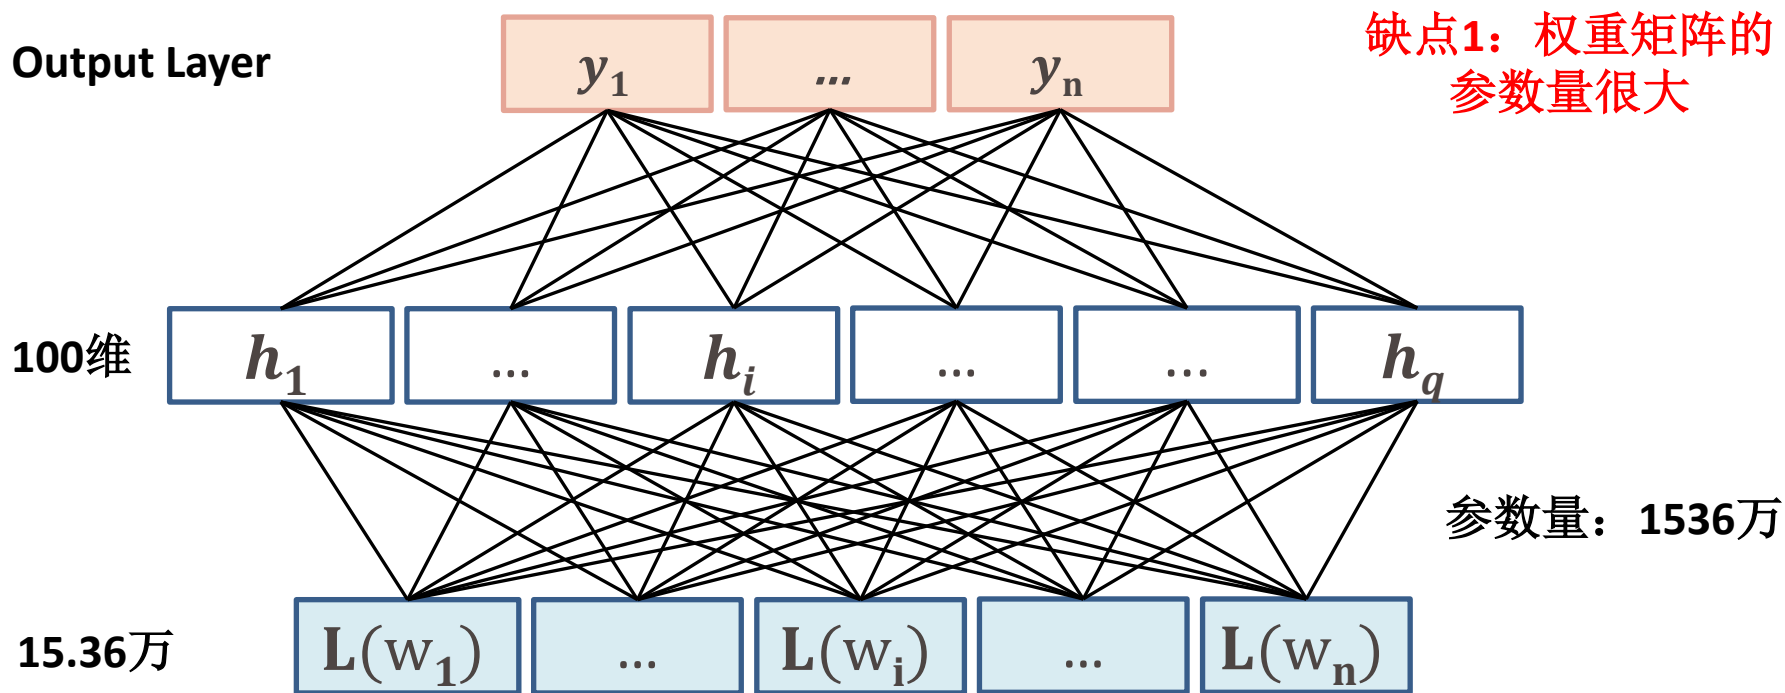 Output Layer
y₁
...
yₙ
缺点1：权重矩阵的
参数量很大
100维
h₁
...
hᵢ
...
...
h_q
参数量：1536万
15.36万
L(w₁)
...
L(wᵢ)
...
L(wₙ)